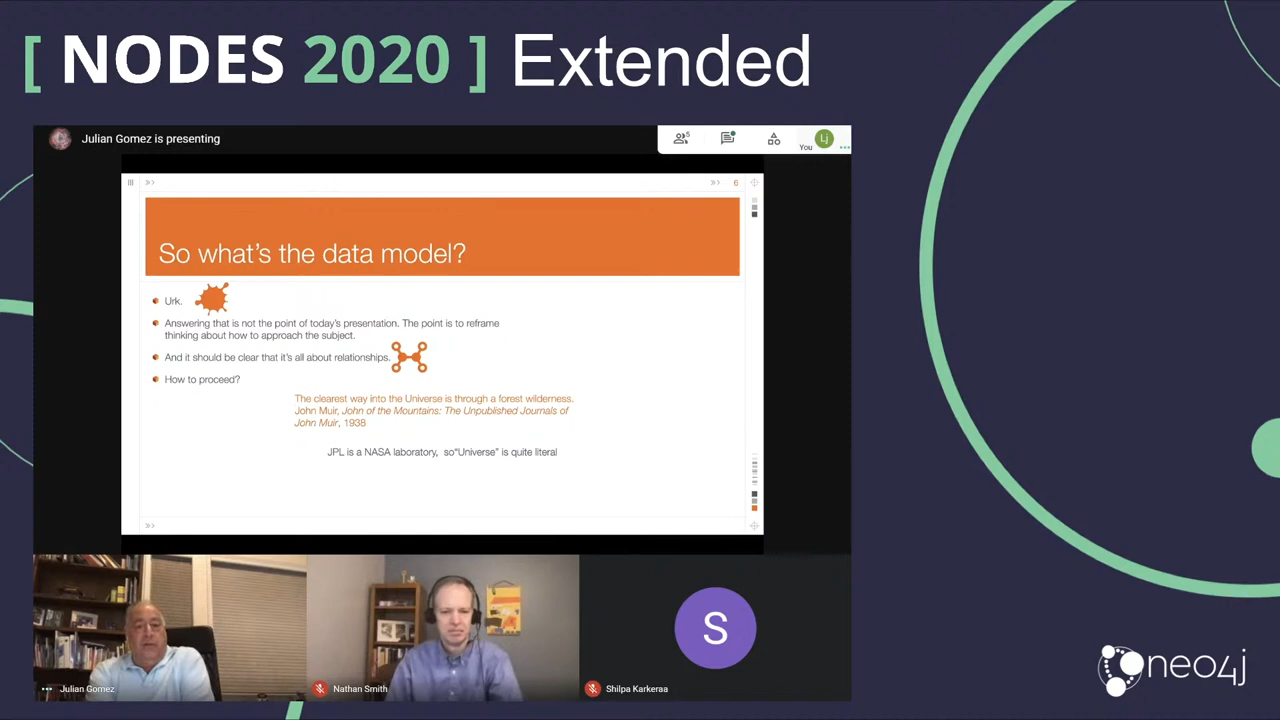 [ NODES 2020 ] Extended
Julian Gomez is presenting
5
You
Lj
6
So what's the data model?
Urk.
Answering that is not the point of today's presentation. The point is to reframe
thinking about how to approach the subject.
And it should be clear that it's all about relationships.
How to proceed?
The clearest way into the Universe is through a forest wilderness.
John Muir, John of the Mountains: The Unpublished Journals of
John Muir, 1938
JPL is a NASA laboratory, so"Universe" is quite literal
S
Julian Gomez
Nathan Smith
Shilpa Karkeraa
neo4j